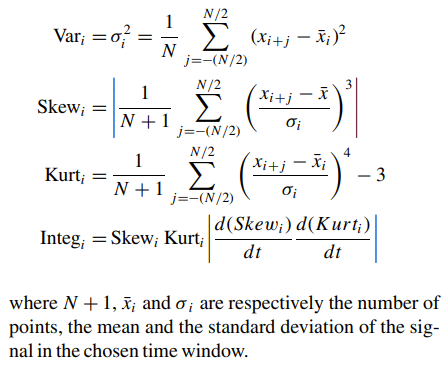 Var_i = σ_i^2 = \frac{1}{N} \sum_{j=-(N/2)}^{N/2} (x_{i+j} − \bar{x}_i)^2
Skew_i = \left| \frac{1}{N+1} \sum_{j=-(N/2)}^{N/2} \left( \frac{x_{i+j} − \bar{x}}{σ_i} \right)^3 \right|
Kurt_i = \frac{1}{N+1} \sum_{j=-(N/2)}^{N/2} \left( \frac{x_{i+j} − \bar{x}_i}{σ_i} \right)^4 − 3
Integ_i = Skew_i Kurt_i \left| \frac{d(Skew_i)}{dt} \frac{d(Kurt_i)}{dt} \right|
where N + 1, \bar{x}_i and σ_i are respectively the number of
points, the mean and the standard deviation of the sig-
nal in the chosen time window.